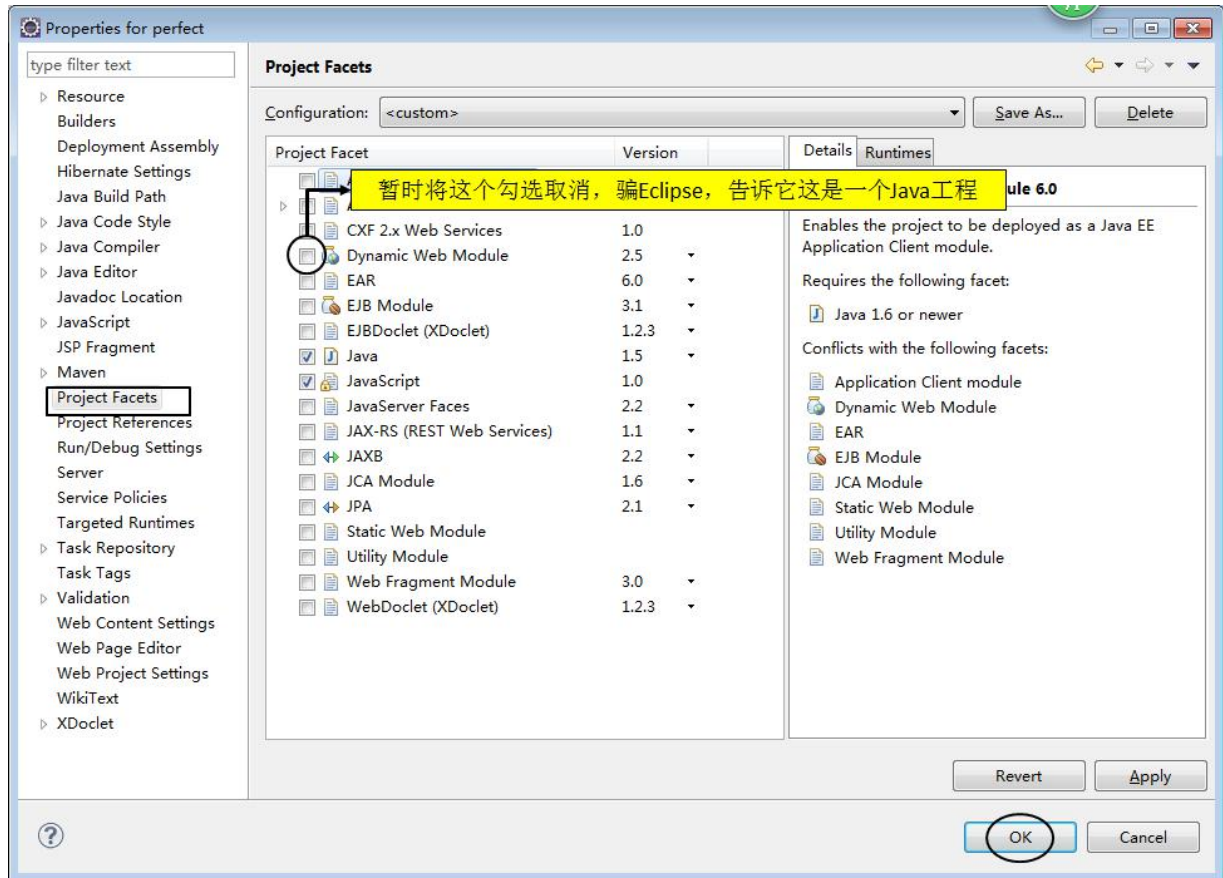 Properties for perfect
type filter text
Resource
Builders
Deployment Assembly
Hibernate Settings
Java Build Path
Java Code Style
Java Compiler
Java Editor
Javadoc Location
JavaScript
JSP Fragment
Maven
Project Facets
Project References
Run/Debug Settings
Server
Service Policies
Targeted Runtimes
Task Repository
Task Tags
Validation
Web Content Settings
Web Page Editor
Web Project Settings
WikiText
XDoclet
Project Facets
Configuration: <custom> Save As... Delete
Project Facet Version
暂时将这个勾选取消，骗Eclipse，告诉它这是一个Java工程
CXF 2.x Web Services 1.0
Dynamic Web Module 2.5
EAR 6.0
EJB Module 3.1
EJBDoclet (XDoclet) 1.2.3
Java 1.5
JavaScript 1.0
JavaServer Faces 2.2
JAX-RS (REST Web Services) 1.1
JAXB 2.2
JCA Module 1.6
JPA 2.1
Static Web Module
Utility Module
Web Fragment Module 3.0
WebDoclet (XDoclet) 1.2.3
Details Runtimes
ule 6.0
Enables the project to be deployed as a Java EE
Application Client module.
Requires the following facet:
Java 1.6 or newer
Conflicts with the following facets:
Application Client module
Dynamic Web Module
EAR
EJB Module
JCA Module
Static Web Module
Utility Module
Web Fragment Module
Revert Apply
OK Cancel